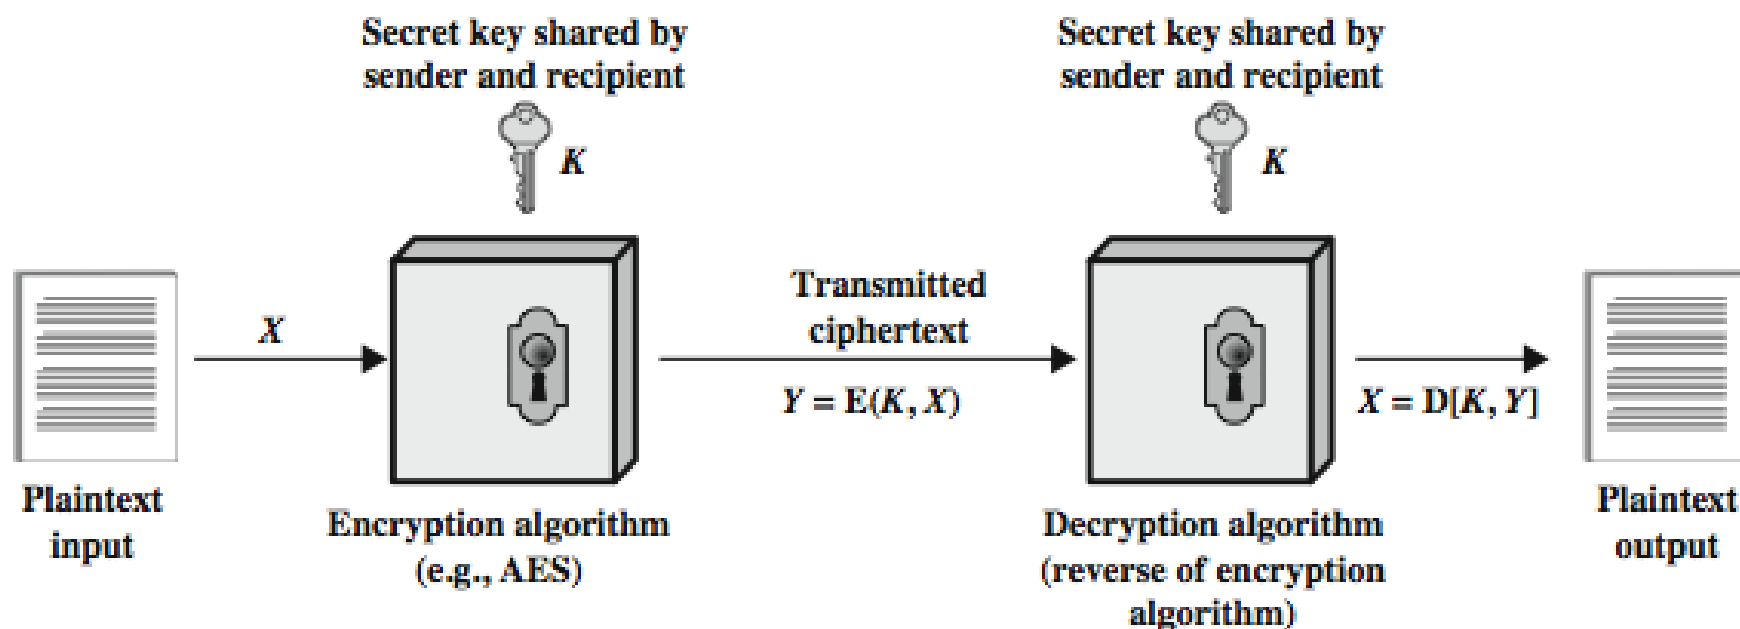 Secret key shared by
sender and recipient
K
Secret key shared by
sender and recipient
K
X
Transmitted
ciphertext
Y = E(K, X)
X = D[K, Y]
Plaintext
input
Encryption algorithm
(e.g., AES)
Decryption algorithm
(reverse of encryption
algorithm)
Plaintext
output